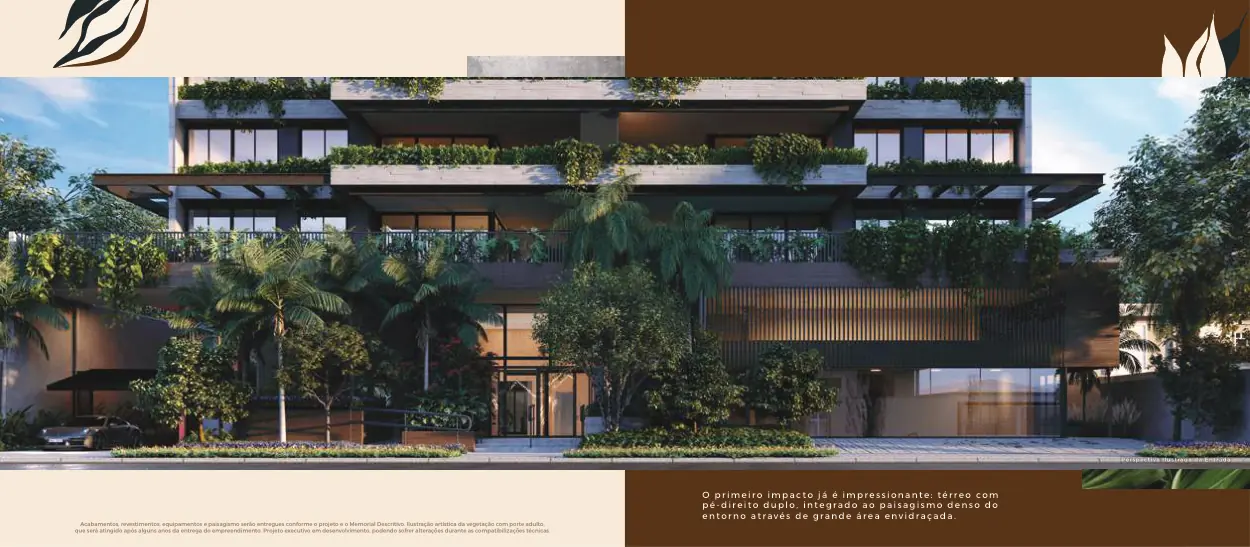 Perspectiva Ilustrada da Entrada
O primeiro impacto já é impressionante: térreo com
pé-direito duplo, integrado ao paisagismo denso do
entorno através de grande área envidraçada.
Acabamentos, revestimentos, equipamentos e paisagismo serão entregues conforme o projeto e o Memorial Descritivo. Ilustração artística da vegetação com porte adulto,
que será atingido após alguns anos da entrega do empreendimento. Projeto executivo em desenvolvimento, podendo sofrer alterações durante as compatibilizações técnicas.